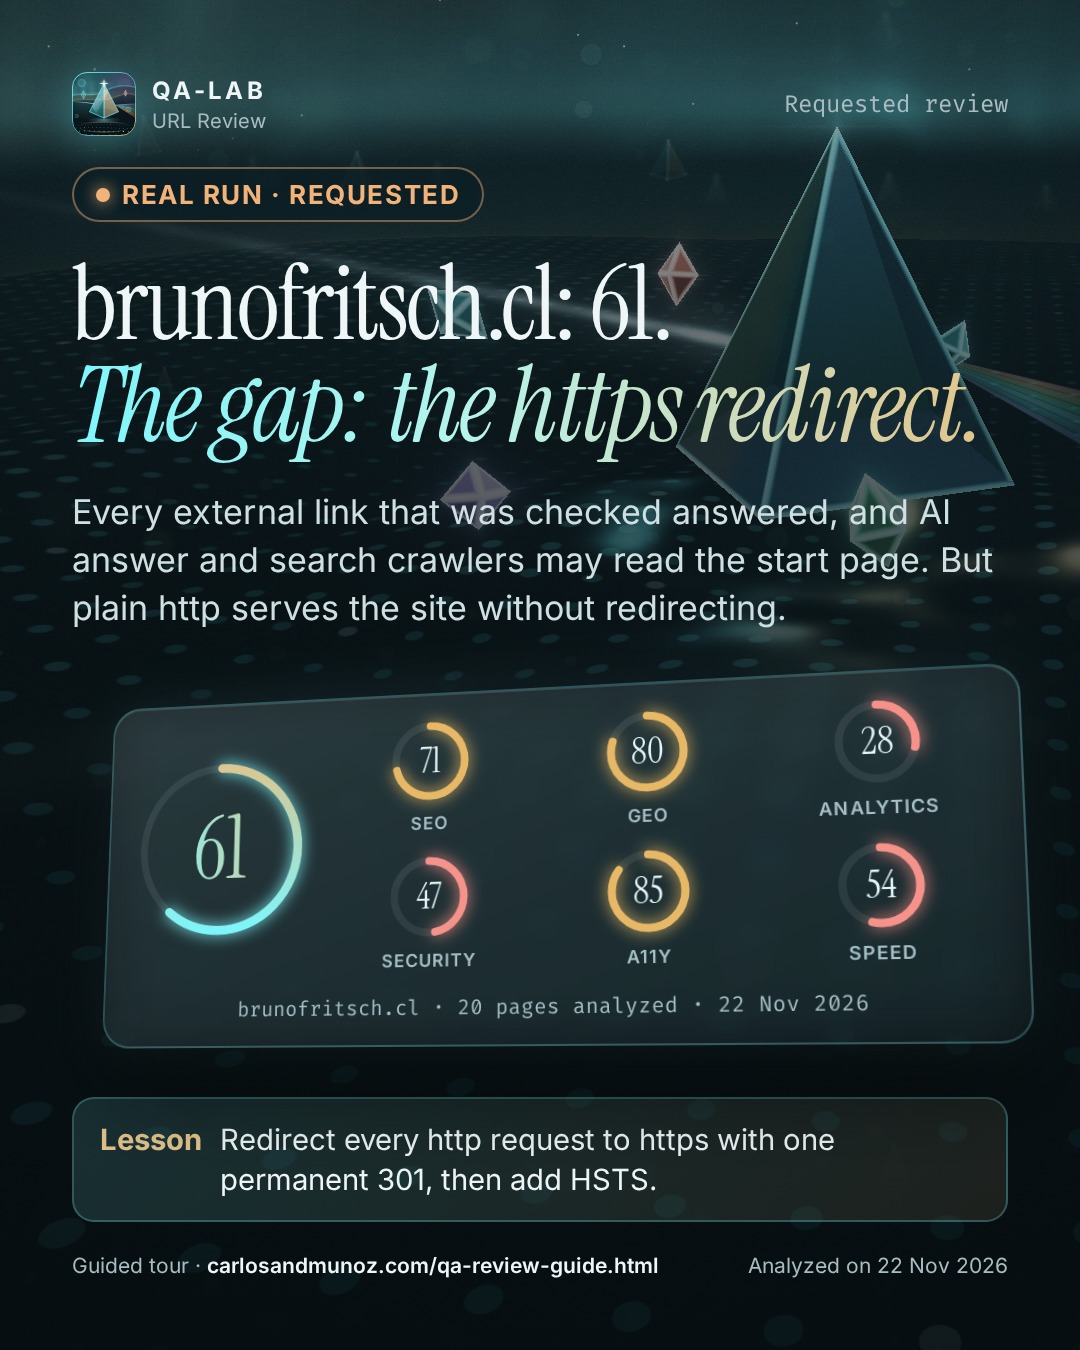 QA-LAB
URL Review
Requested review
REAL RUN · REQUESTED
brunofritsch.cl: 61.
The gap: the https redirect.
Every external link that was checked answered, and AI
answer and search crawlers may read the start page. But
plain http serves the site without redirecting.
61
71
SEO
80
GEO
28
ANALYTICS
47
SECURITY
85
A11Y
54
SPEED
brunofritsch.cl · 20 pages analyzed · 22 Nov 2026
Lesson
Redirect every http request to https with one
permanent 301, then add HSTS.
Guided tour · carlosandmunoz.com/qa-review-guide.html
Analyzed on 22 Nov 2026